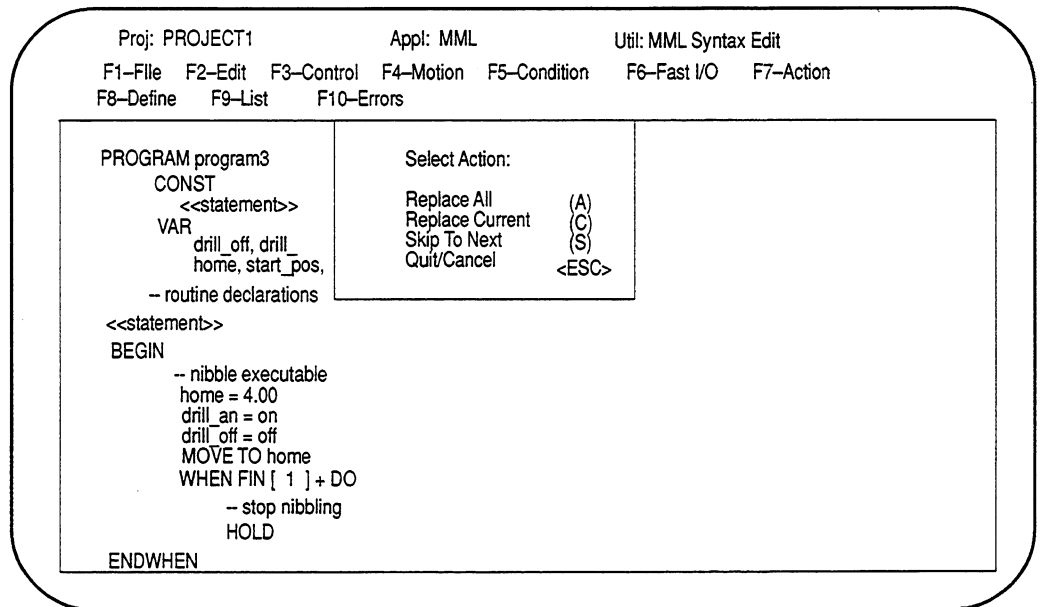 Proj: PROJECT1 Appl: MML Util: MML Syntax Edit
F1–File F2–Edit F3–Control F4–Motion F5–Condition F6–Fast I/O F7–Action
F8–Define F9–List F10–Errors
PROGRAM program3
CONST
<<statement>>
VAR
drill_off, drill_
home, start_pos,
-- routine declarations
Select Action:
Replace All (A)
Replace Current (C)
Skip To Next (S)
Quit/Cancel <ESC>
<<statement>>
BEGIN
-- nibble executable
home = 4.00
drill_an = on
drill_off = off
MOVE TO home
WHEN FIN [ 1 ] + DO
-- stop nibbling
HOLD
ENDWHEN